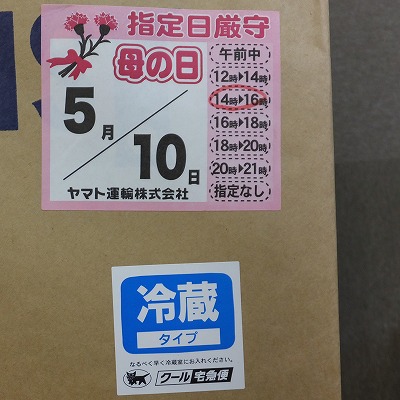 指定日厳守
母の日
5月
10日
ヤマト運輸株式会社
午前中
12時▶14時
14時▶16時
16時▶18時
18時▶20時
20時▶21時
指定なし
冷蔵
タイプ
なるべく早く冷蔵室にお入れください。
クール宅急便